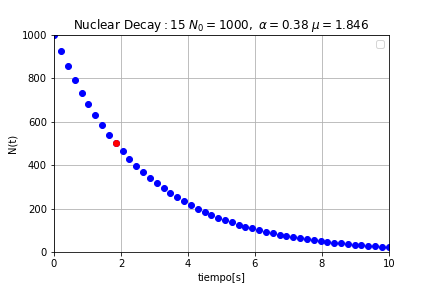 Nuclear Decay : 15 N₀ = 1000, α = 0.38 μ = 1.846
1000
800
600
400
200
0
N(t)
0 2 4 6 8 10
tiempo[s]